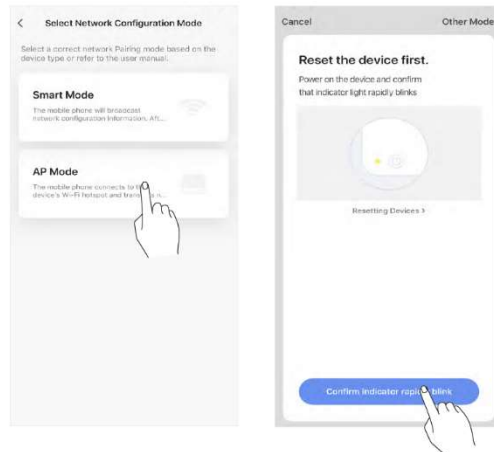 Select Network Configuration Mode
Select a correct network Pairing mode based on the
device type or refer to the user manual.
Smart Mode
The mobile phone will broadcast
network configuration information. Aft...
AP Mode
The mobile phone connects to
device's Wi-Fi hotspot and
Cancel
Other Mode
Reset the device first.
Power on the device and confirm
that indicator light rapidly blinks
Resetting Devices >
Confirm indicator blink